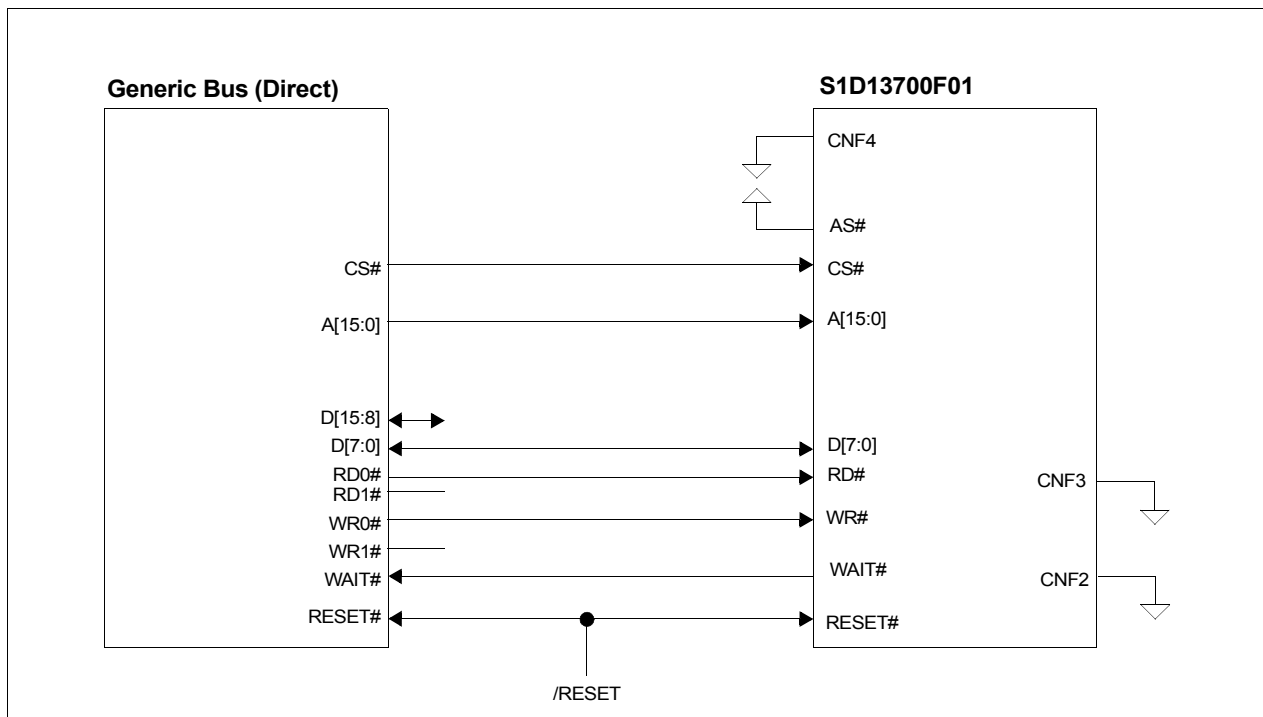 Generic Bus (Direct)
S1D13700F01
CNF4
AS#
CS#
CS#
A[15:0]
A[15:0]
D[15:8]
D[7:0]
D[7:0]
RD0#
RD#
RD1#
CNF3
WR0#
WR#
WR1#
WAIT#
WAIT#
CNF2
RESET#
RESET#
/RESET